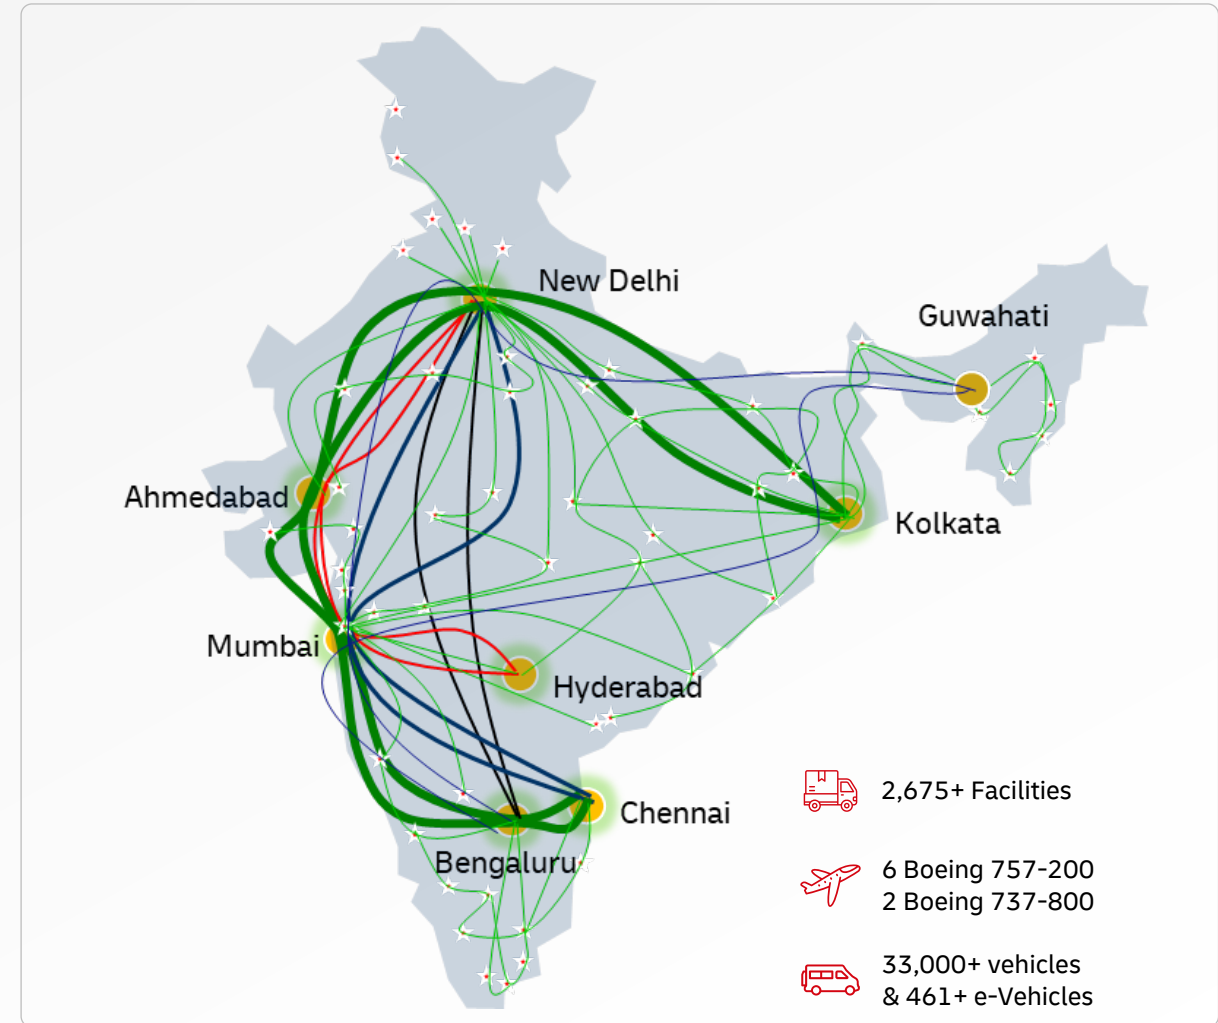 New Delhi
Guwahati
Ahmedabad
Kolkata
Mumbai
Hyderabad
2,675+ Facilities
Chennai
Bengaluru
6 Boeing 757-200
2 Boeing 737-800
33,000+ vehicles
& 461+ e-Vehicles